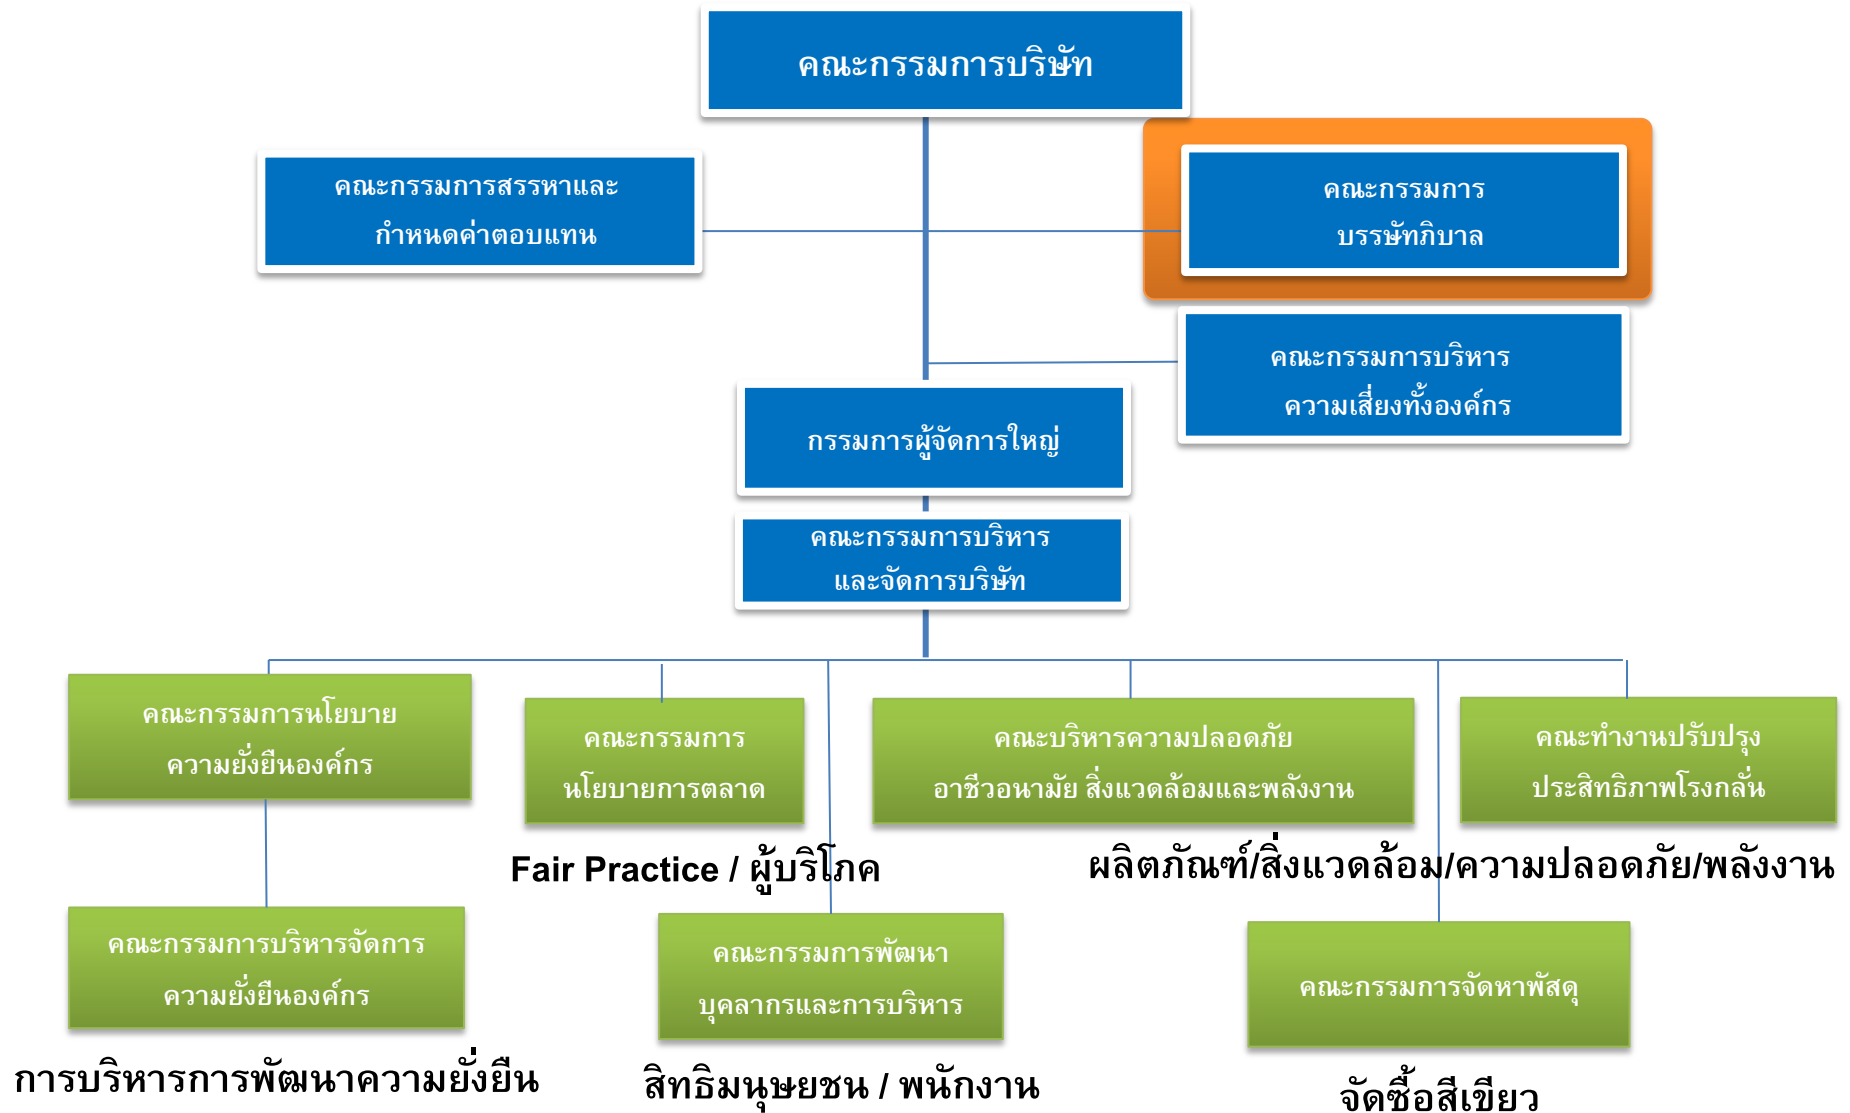 คณะกรรมการบริษัท
คณะกรรมการสรรหาและ
กำหนดค่าตอบแทน
คณะกรรมการ
บรรษัทภิบาล
คณะกรรมการบริหาร
ความเสี่ยงทั้งองค์กร
กรรมการผู้จัดการใหญ่
คณะกรรมการบริหาร
และจัดการบริษัท
คณะกรรมการนโยบาย
ความยั่งยืนองค์กร
คณะกรรมการ
นโยบายการตลาด
คณะบริหารความปลอดภัย
อาชีวอนามัย สิ่งแวดล้อมและพลังงาน
คณะทำงานปรับปรุง
ประสิทธิภาพโรงกลั่น
Fair Practice / ผู้บริโภค
ผลิตภัณฑ์/สิ่งแวดล้อม/ความปลอดภัย/พลังงาน
คณะกรรมการบริหารจัดการ
ความยั่งยืนองค์กร
คณะกรรมการพัฒนา
บุคลากรและการบริหาร
คณะกรรมการจัดหาพัสดุ
การบริหารการพัฒนาความยั่งยืน
สิทธิมนุษยชน / พนักงาน
จัดซื้อสีเขียว